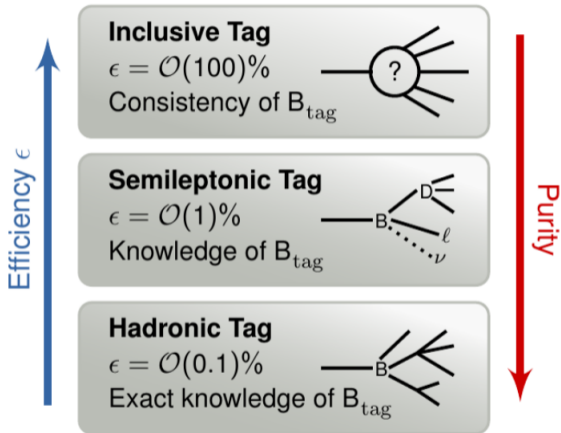 Efficiency ϵ
Inclusive Tag
ϵ = 𝒪(100)%
Consistency of B_tag
?
Semileptonic Tag
ϵ = 𝒪(1)%
Knowledge of B_tag
B
D
ℓ
ν
Hadronic Tag
ϵ = 𝒪(0.1)%
Exact knowledge of B_tag
B
Purity